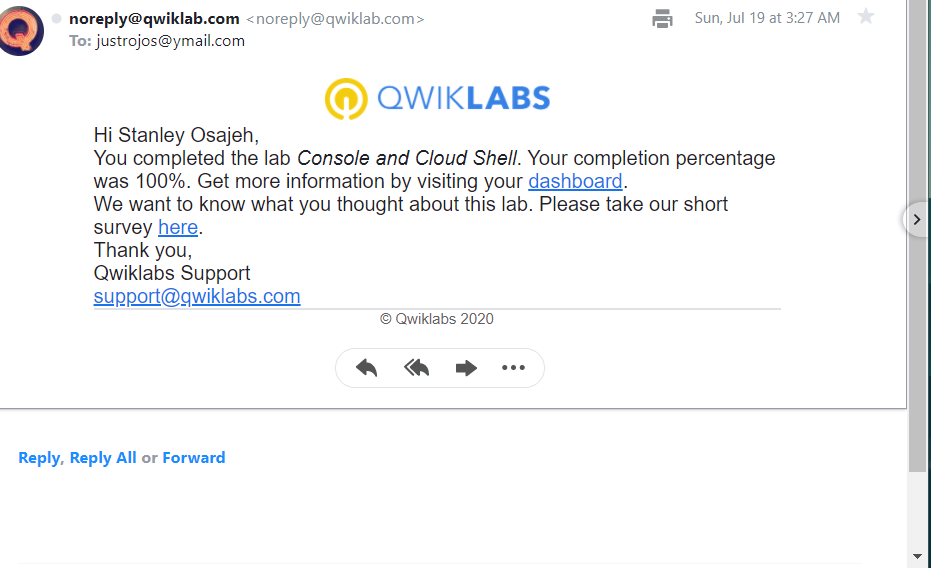 noreply@qwiklab.com <noreply@qwiklab.com>
Sun, Jul 19 at 3:27 AM
To: justrojos@ymail.com
QWIKLABS
Hi Stanley Osajeh,
You completed the lab Console and Cloud Shell. Your completion percentage
was 100%. Get more information by visiting your dashboard.
We want to know what you thought about this lab. Please take our short
survey here.
Thank you,
Qwiklabs Support
support@qwiklabs.com
© Qwiklabs 2020
Reply, Reply All or Forward